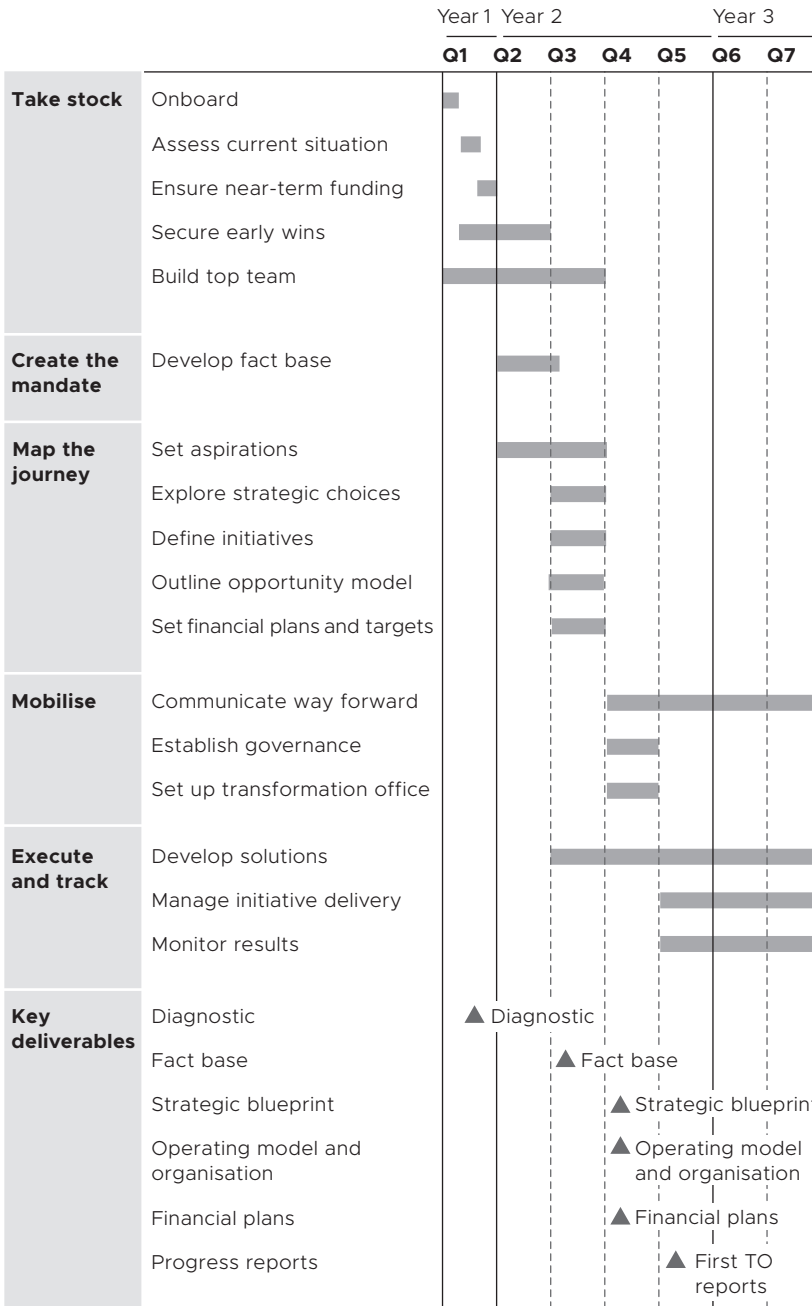 Year 1 Year 2 Year 3
Q1 Q2 Q3 Q4 Q5 Q6 Q7
Take stock Onboard
Assess current situation
Ensure near-term funding
Secure early wins
Build top team
Create the Develop fact base
mandate
Map the Set aspirations
journey
Explore strategic choices
Define initiatives
Outline opportunity model
Set financial plans and targets
Mobilise Communicate way forward
Establish governance
Set up transformation office
Execute Develop solutions
and track
Manage initiative delivery
Monitor results
Key Diagnostic Diagnostic
deliverables
Fact base Fact base
Strategic blueprint Strategic blueprint
Operating model and Operating model
organisation and organisation
Financial plans Financial plans
Progress reports First TO
reports